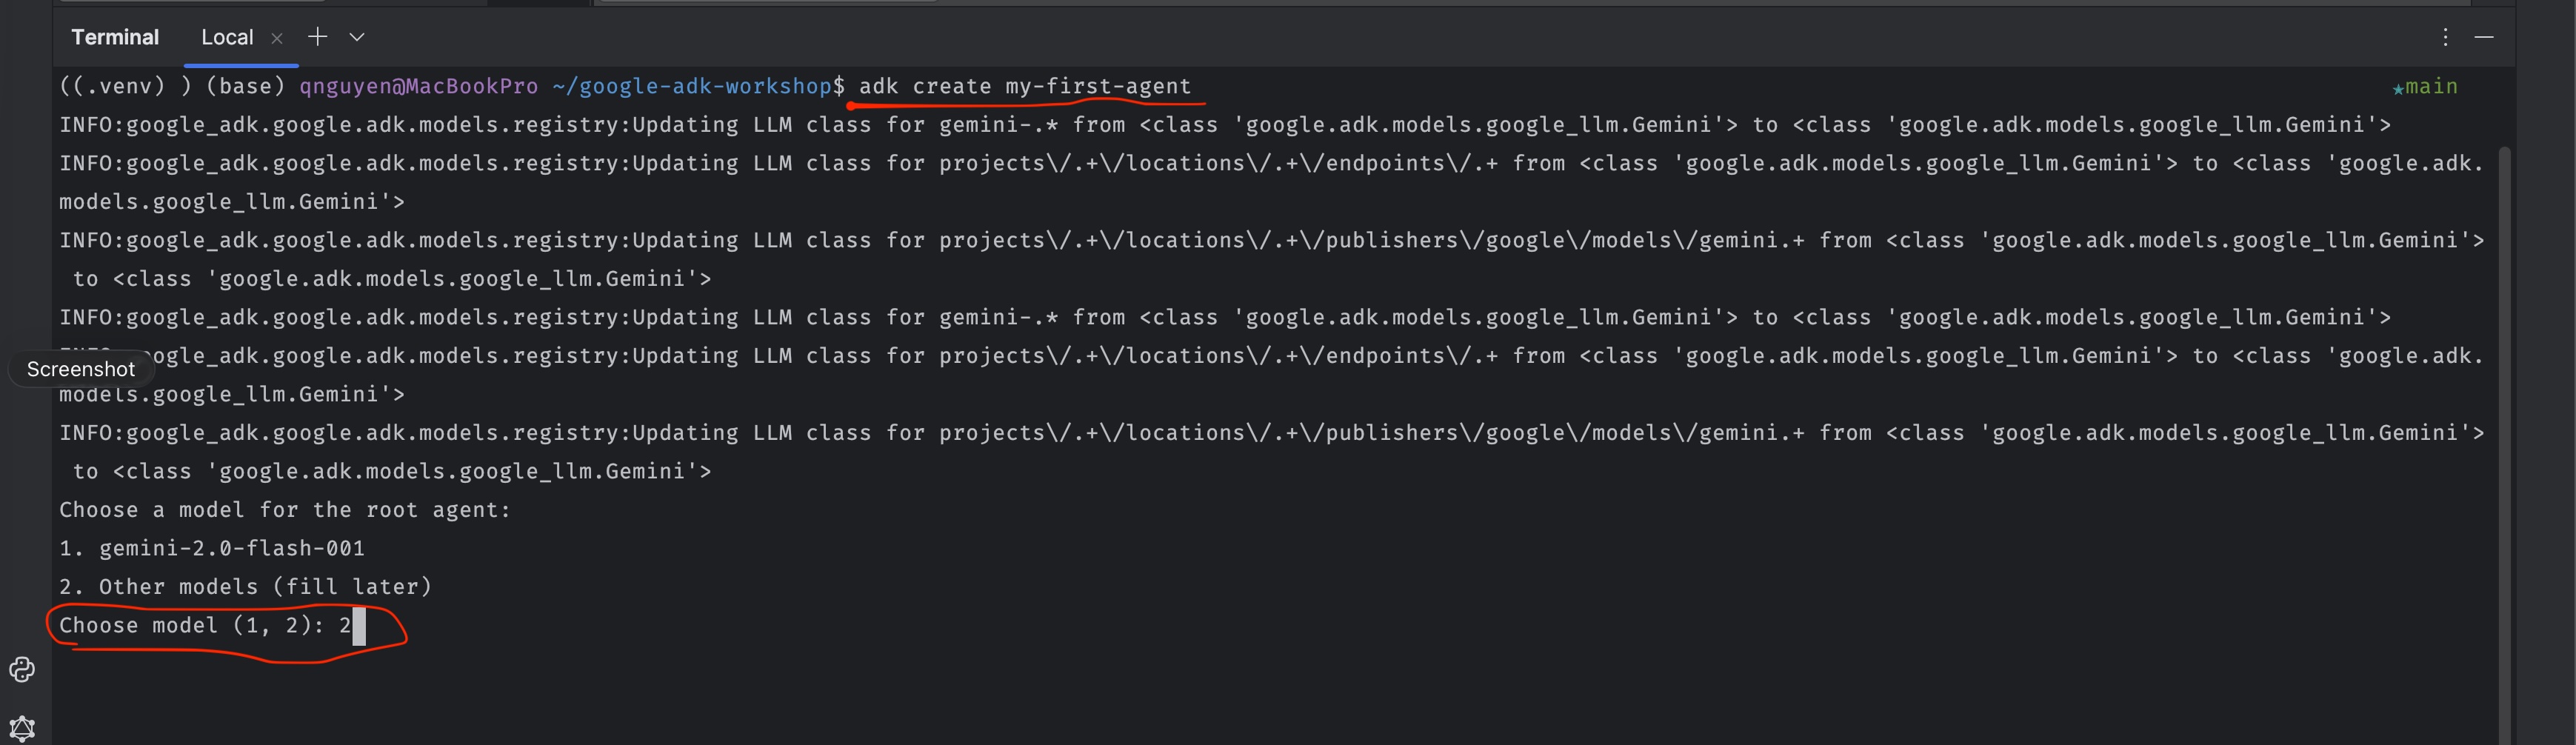 Terminal Local
((.venv) ) (base) qnguyen@MacBookPro ~/google-adk-workshop$ adk create my-first-agent ★main
INFO:google_adk.google.adk.models.registry:Updating LLM class for gemini-.* from <class 'google.adk.models.google_llm.Gemini'> to <class 'google.adk.models.google_llm.Gemini'>
INFO:google_adk.google.adk.models.registry:Updating LLM class for projects\/.+\/locations\/.+\/endpoints\/.+ from <class 'google.adk.models.google_llm.Gemini'> to <class 'google.adk.
models.google_llm.Gemini'>
INFO:google_adk.google.adk.models.registry:Updating LLM class for projects\/.+\/locations\/.+\/publishers\/google\/models\/gemini.+ from <class 'google.adk.models.google_llm.Gemini'>
to <class 'google.adk.models.google_llm.Gemini'>
INFO:google_adk.google.adk.models.registry:Updating LLM class for gemini-.* from <class 'google.adk.models.google_llm.Gemini'> to <class 'google.adk.models.google_llm.Gemini'>
ogle_adk.google.adk.models.registry:Updating LLM class for projects\/.+\/locations\/.+\/endpoints\/.+ from <class 'google.adk.models.google_llm.Gemini'> to <class 'google.adk.
Screenshot
models.google_llm.Gemini'>
INFO:google_adk.google.adk.models.registry:Updating LLM class for projects\/.+\/locations\/.+\/publishers\/google\/models\/gemini.+ from <class 'google.adk.models.google_llm.Gemini'>
to <class 'google.adk.models.google_llm.Gemini'>
Choose a model for the root agent:
1. gemini-2.0-flash-001
2. Other models (fill later)
Choose model (1, 2): 2